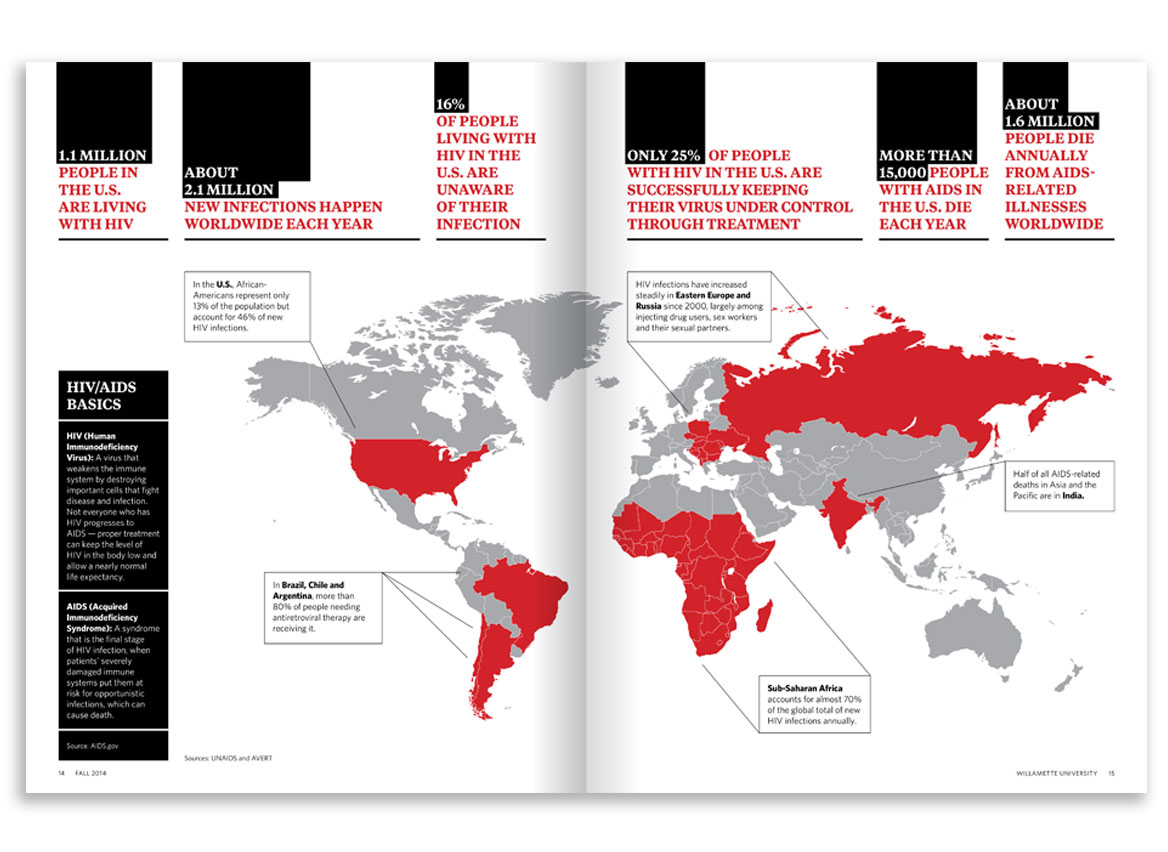 1.1 MILLION
PEOPLE IN
THE U.S.
ARE LIVING
WITH HIV
ABOUT
2.1 MILLION
NEW INFECTIONS HAPPEN
WORLDWIDE EACH YEAR
16%
OF PEOPLE
LIVING WITH
HIV IN THE
U.S. ARE
UNAWARE
OF THEIR
INFECTION
ONLY 25% OF PEOPLE
WITH HIV IN THE U.S. ARE
SUCCESSFULLY KEEPING
THEIR VIRUS UNDER CONTROL
THROUGH TREATMENT
MORE THAN
15,000 PEOPLE
WITH AIDS IN
THE U.S. DIE
EACH YEAR
ABOUT
1.6 MILLION
PEOPLE DIE
ANNUALLY
FROM AIDS-
RELATED
ILLNESSES
WORLDWIDE
In the U.S., African-
Americans represent only
13% of the population but
account for 46% of new
HIV infections.
HIV infections have increased
steadily in Eastern Europe and
Russia since 2000, largely among
injecting drug users, sex workers
and their sexual partners.
HIV/AIDS
BASICS
HIV (Human
Immunodeficiency
Virus): A virus that
weakens the immune
system by destroying
important cells that fight
disease and infection.
Not everyone who has
HIV progresses to
AIDS — proper treatment
can keep the level of
HIV in the body low and
allow a nearly normal
life expectancy.
AIDS (Acquired
Immunodeficiency
Syndrome): A syndrome
that is the final stage
of HIV infection, when
patients' severely
damaged immune
systems put them at
risk for opportunistic
infections, which can
cause death.
Source: AIDS.gov
Half of all AIDS-related
deaths in Asia and the
Pacific are in India.
In Brazil, Chile and
Argentina, more than
80% of people needing
antiretroviral therapy are
receiving it.
Sub-Saharan Africa
accounts for almost 70%
of the global total of new
HIV infections annually.
Sources: UNAIDS and AVERT
14 FALL 2014
WILLAMETTE UNIVERSITY 15